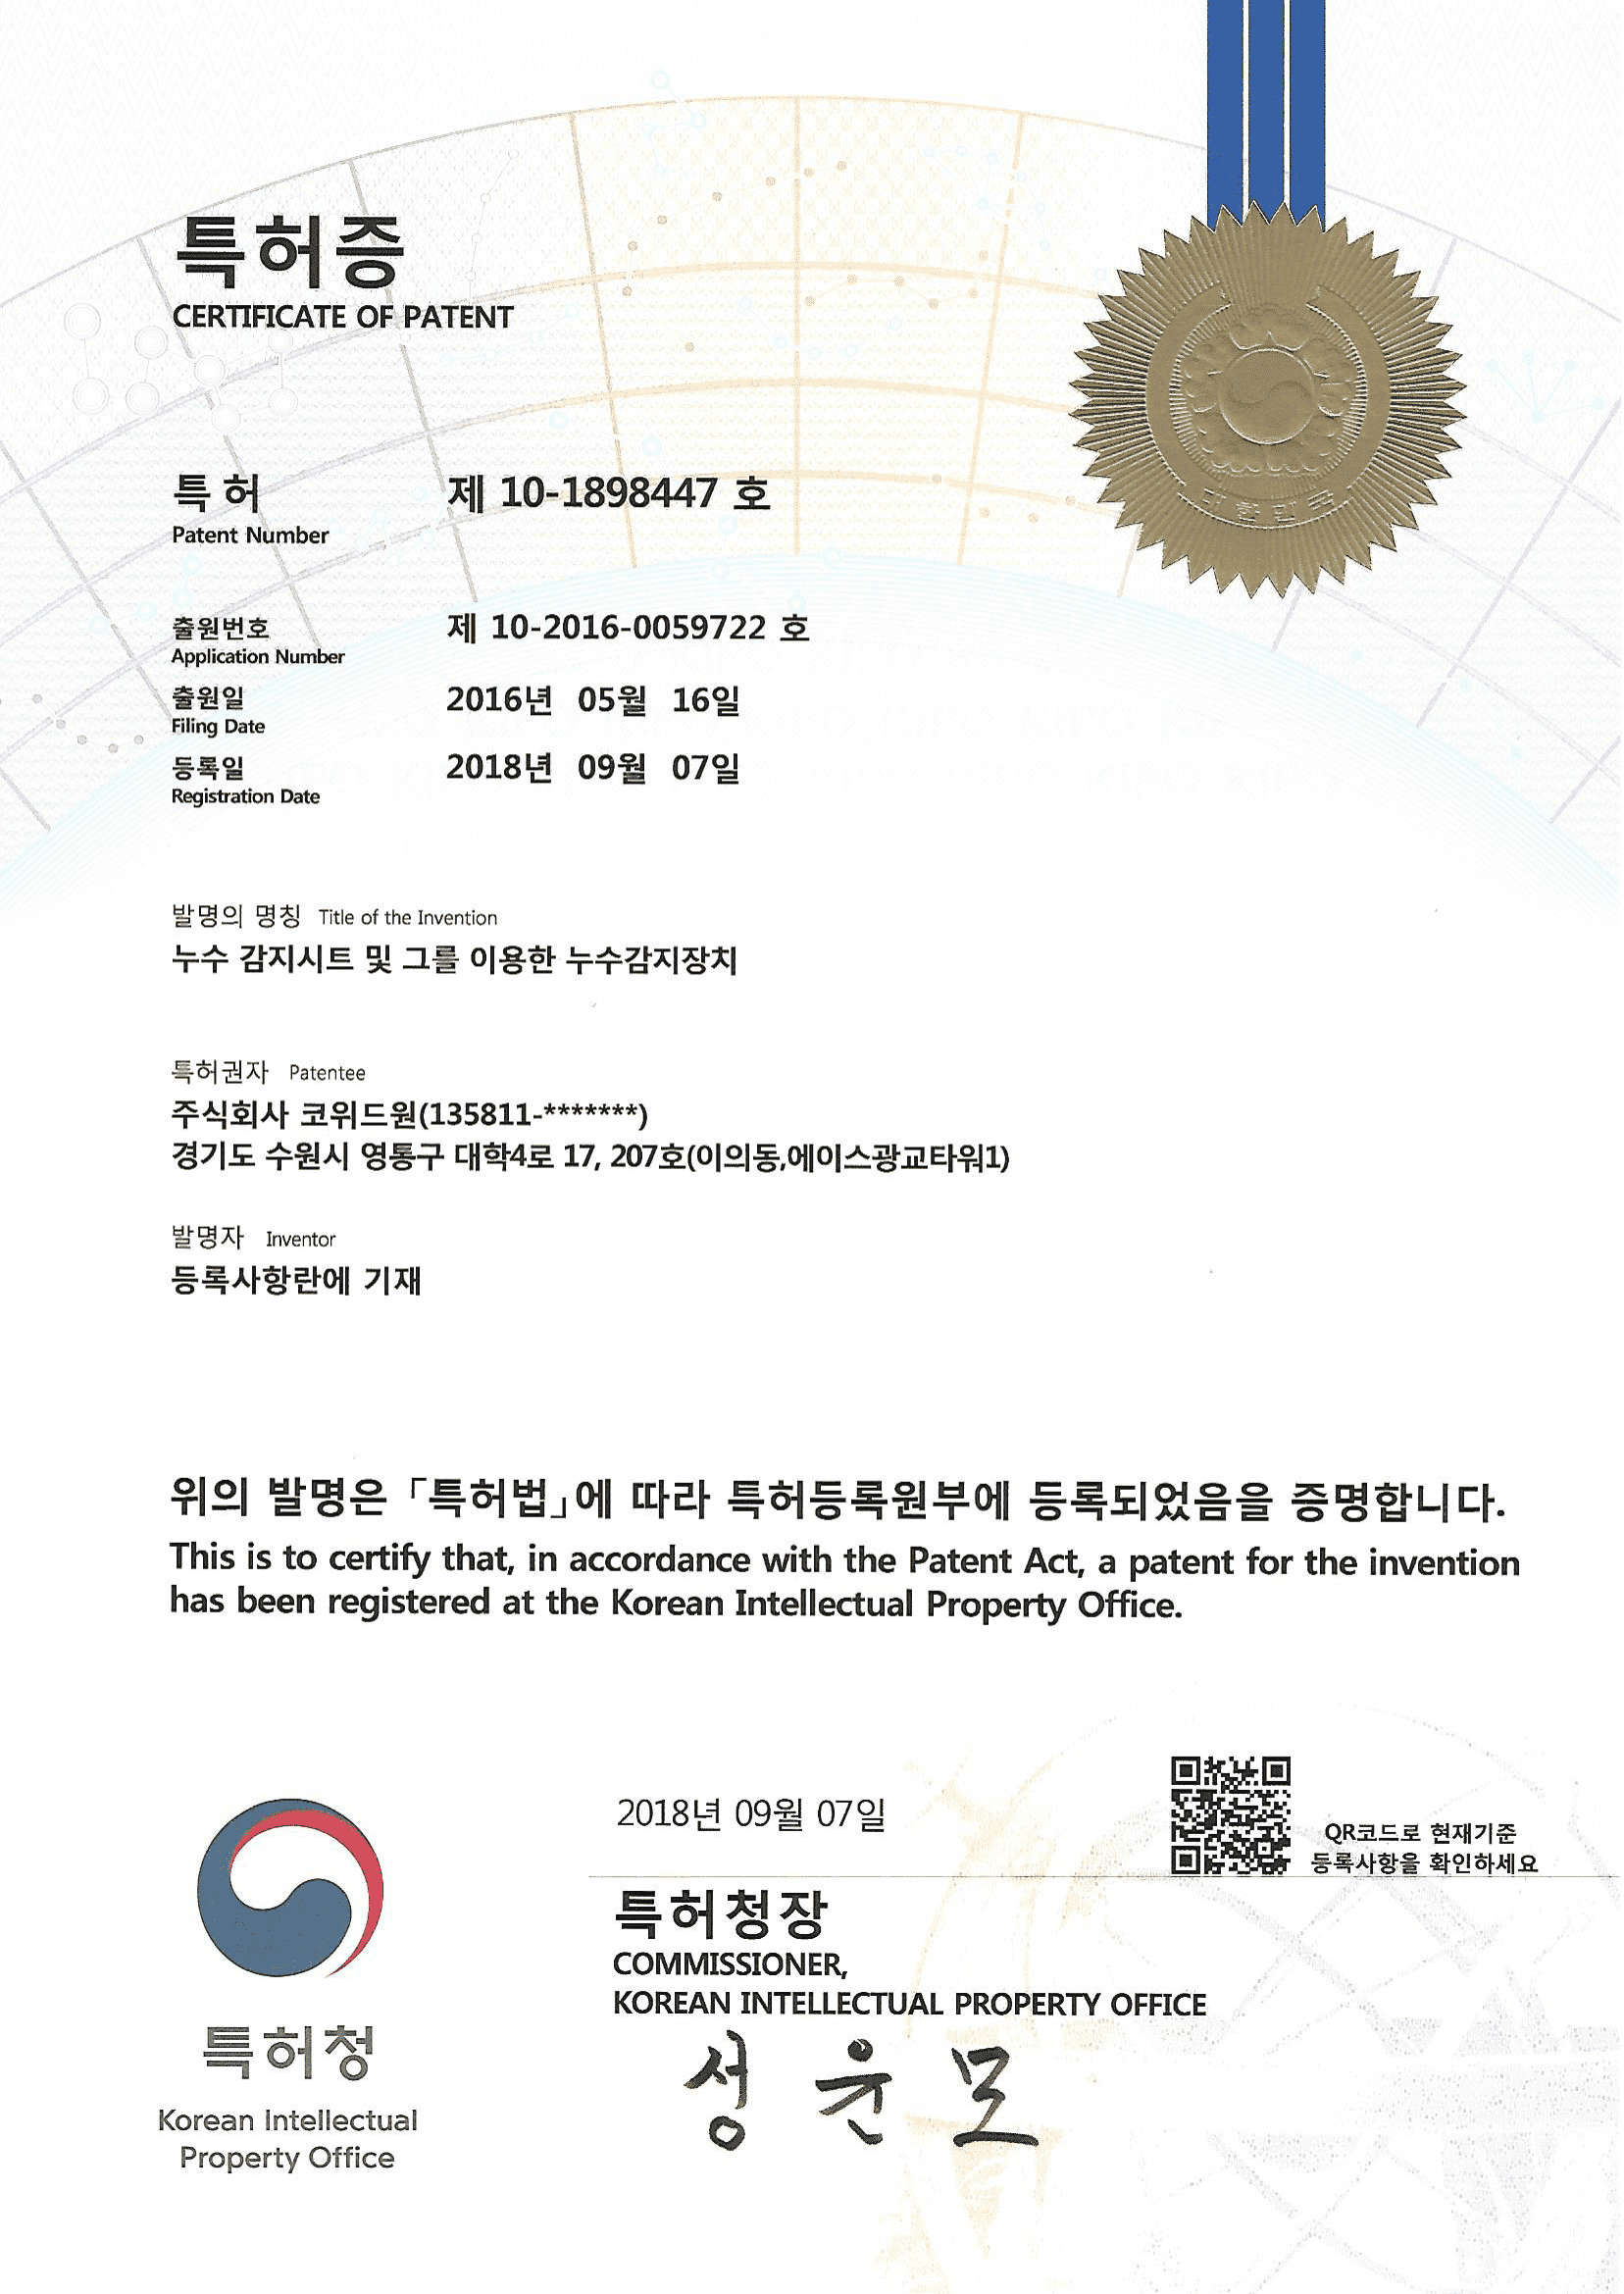 특허증
CERTIFICATE OF PATENT
대한민국
특 허 제 10-1898447 호
Patent Number
출원번호 제 10-2016-0059722 호
Application Number
출원일 2016년 05월 16일
Filing Date
등록일 2018년 09월 07일
Registration Date
발명의 명칭 Title of the Invention
누수 감지시트 및 그를 이용한 누수감지장치
특허권자 Patentee
주식회사 코위드원(135811-*******)
경기도 수원시 영통구 대학4로 17, 207호(이의동,에이스광교타워1)
발명자 Inventor
등록사항란에 기재
위의 발명은 「특허법」에 따라 특허등록원부에 등록되었음을 증명합니다.
This is to certify that, in accordance with the Patent Act, a patent for the invention
has been registered at the Korean Intellectual Property Office.
2018년 09월 07일
QR코드로 현재기준
등록사항을 확인하세요
특허청장
COMMISSIONER,
KOREAN INTELLECTUAL PROPERTY OFFICE
성윤모
특허청
Korean Intellectual
Property Office